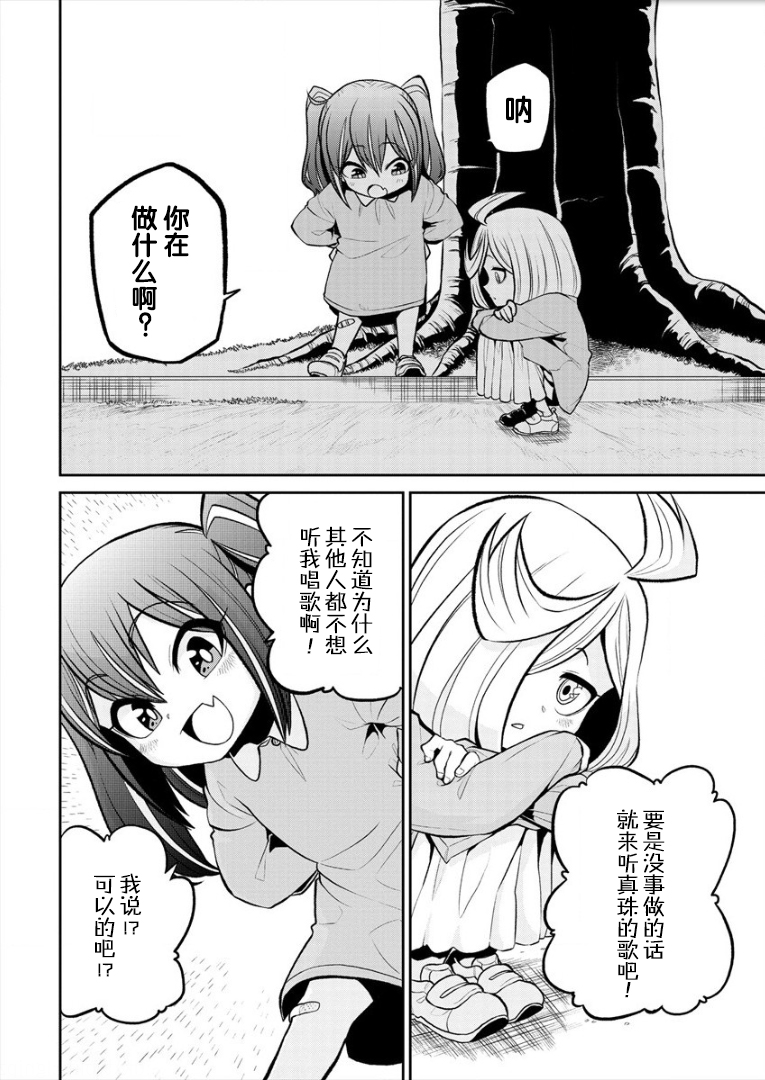 呐
你在
做什么啊?
要是没事做的话
就来听真珠的歌吧!
不知道为什么
其他人都不想
听我唱歌啊!
我说!?
可以的吧!?